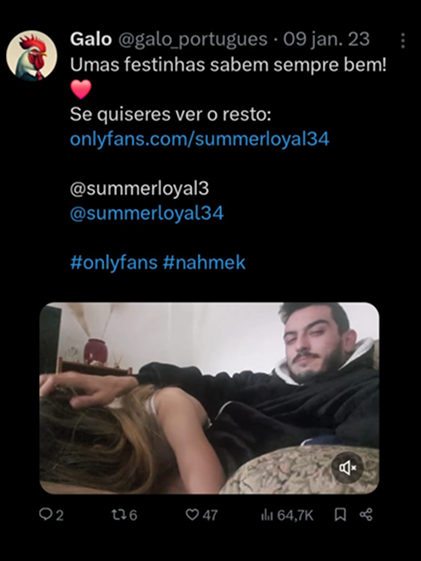 Galo @galo_portugues · 09 jan. 23
Umas festinhas sabem sempre bem!
❤️
Se quiseres ver o resto:
onlyfans.com/summerloyal34
@summerloyal3
@summerloyal34
#onlyfans #nahmek
2 6 47 64,7K